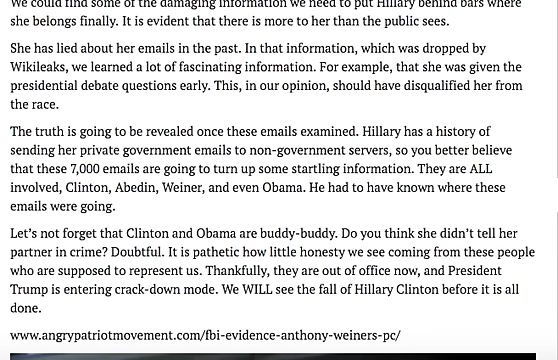 We could find some of the damaging information we need to put Hillary behind bars where
she belongs finally. It is evident that there is more to her than the public sees.
She has lied about her emails in the past. In that information, which was dropped by
Wikileaks, we learned a lot of fascinating information. For example, that she was given the
presidential debate questions early. This, in our opinion, should have disqualified her from
the race.
The truth is going to be revealed once these emails examined. Hillary has a history of
sending her private government emails to non-government servers, so you better believe
that these 7,000 emails are going to turn up some startling information. They are ALL
involved, Clinton, Abedin, Weiner, and even Obama. He had to have known where these
emails were going.
Let’s not forget that Clinton and Obama are buddy-buddy. Do you think she didn’t tell her
partner in crime? Doubtful. It is pathetic how little honesty we see coming from these people
who are supposed to represent us. Thankfully, they are out of office now, and President
Trump is entering crack-down mode. We WILL see the fall of Hillary Clinton before it is all
done.
www.angrypatriotmovement.com/fbi-evidence-anthony-weiners-pc/